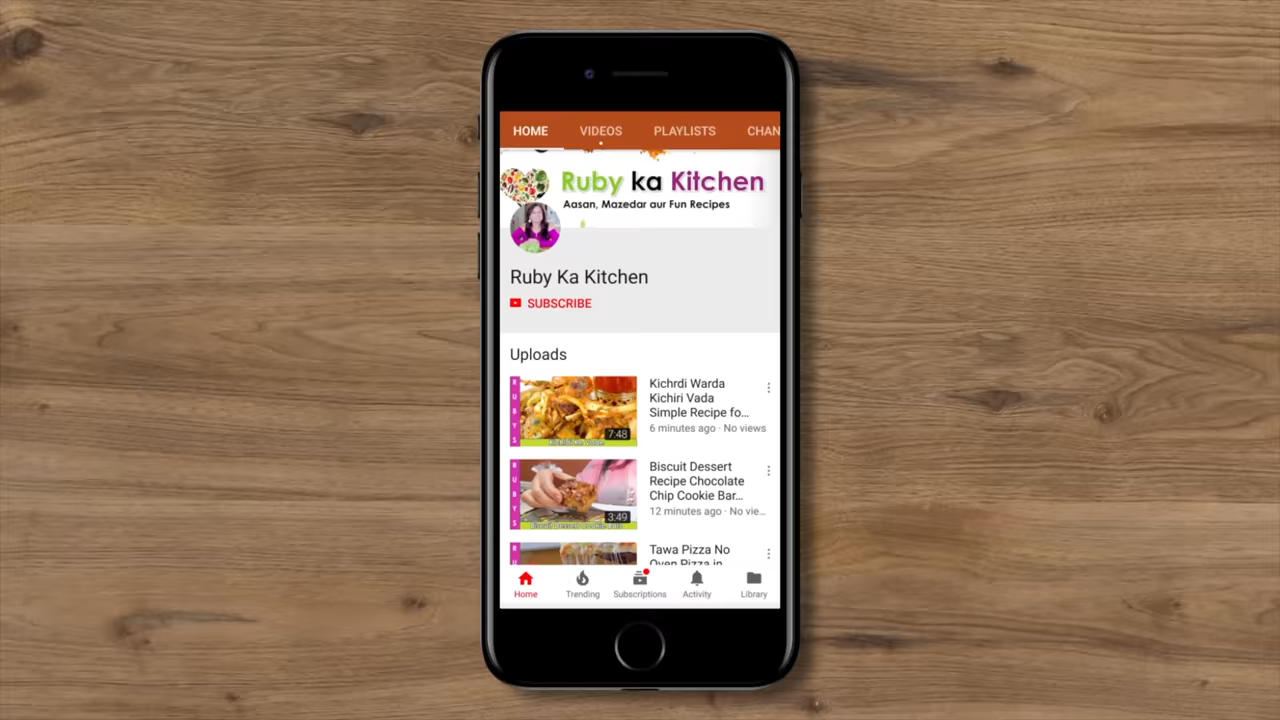 HOME VIDEOS PLAYLISTS CHAN
Ruby ka Kitchen
Aasan, Mazedar aur Fun Recipes
Ruby Ka Kitchen
SUBSCRIBE
Uploads
RUBYS
7:48
Kichrdi Warda
Kichiri Vada
Simple Recipe fo...
6 minutes ago · No views
RUBYS
3:49
Biscuit Dessert
Recipe Chocolate
Chip Cookie Bar...
12 minutes ago · No vie...
Tawa Pizza No
Oven Pizza in
Home Trending Subscriptions Activity Library